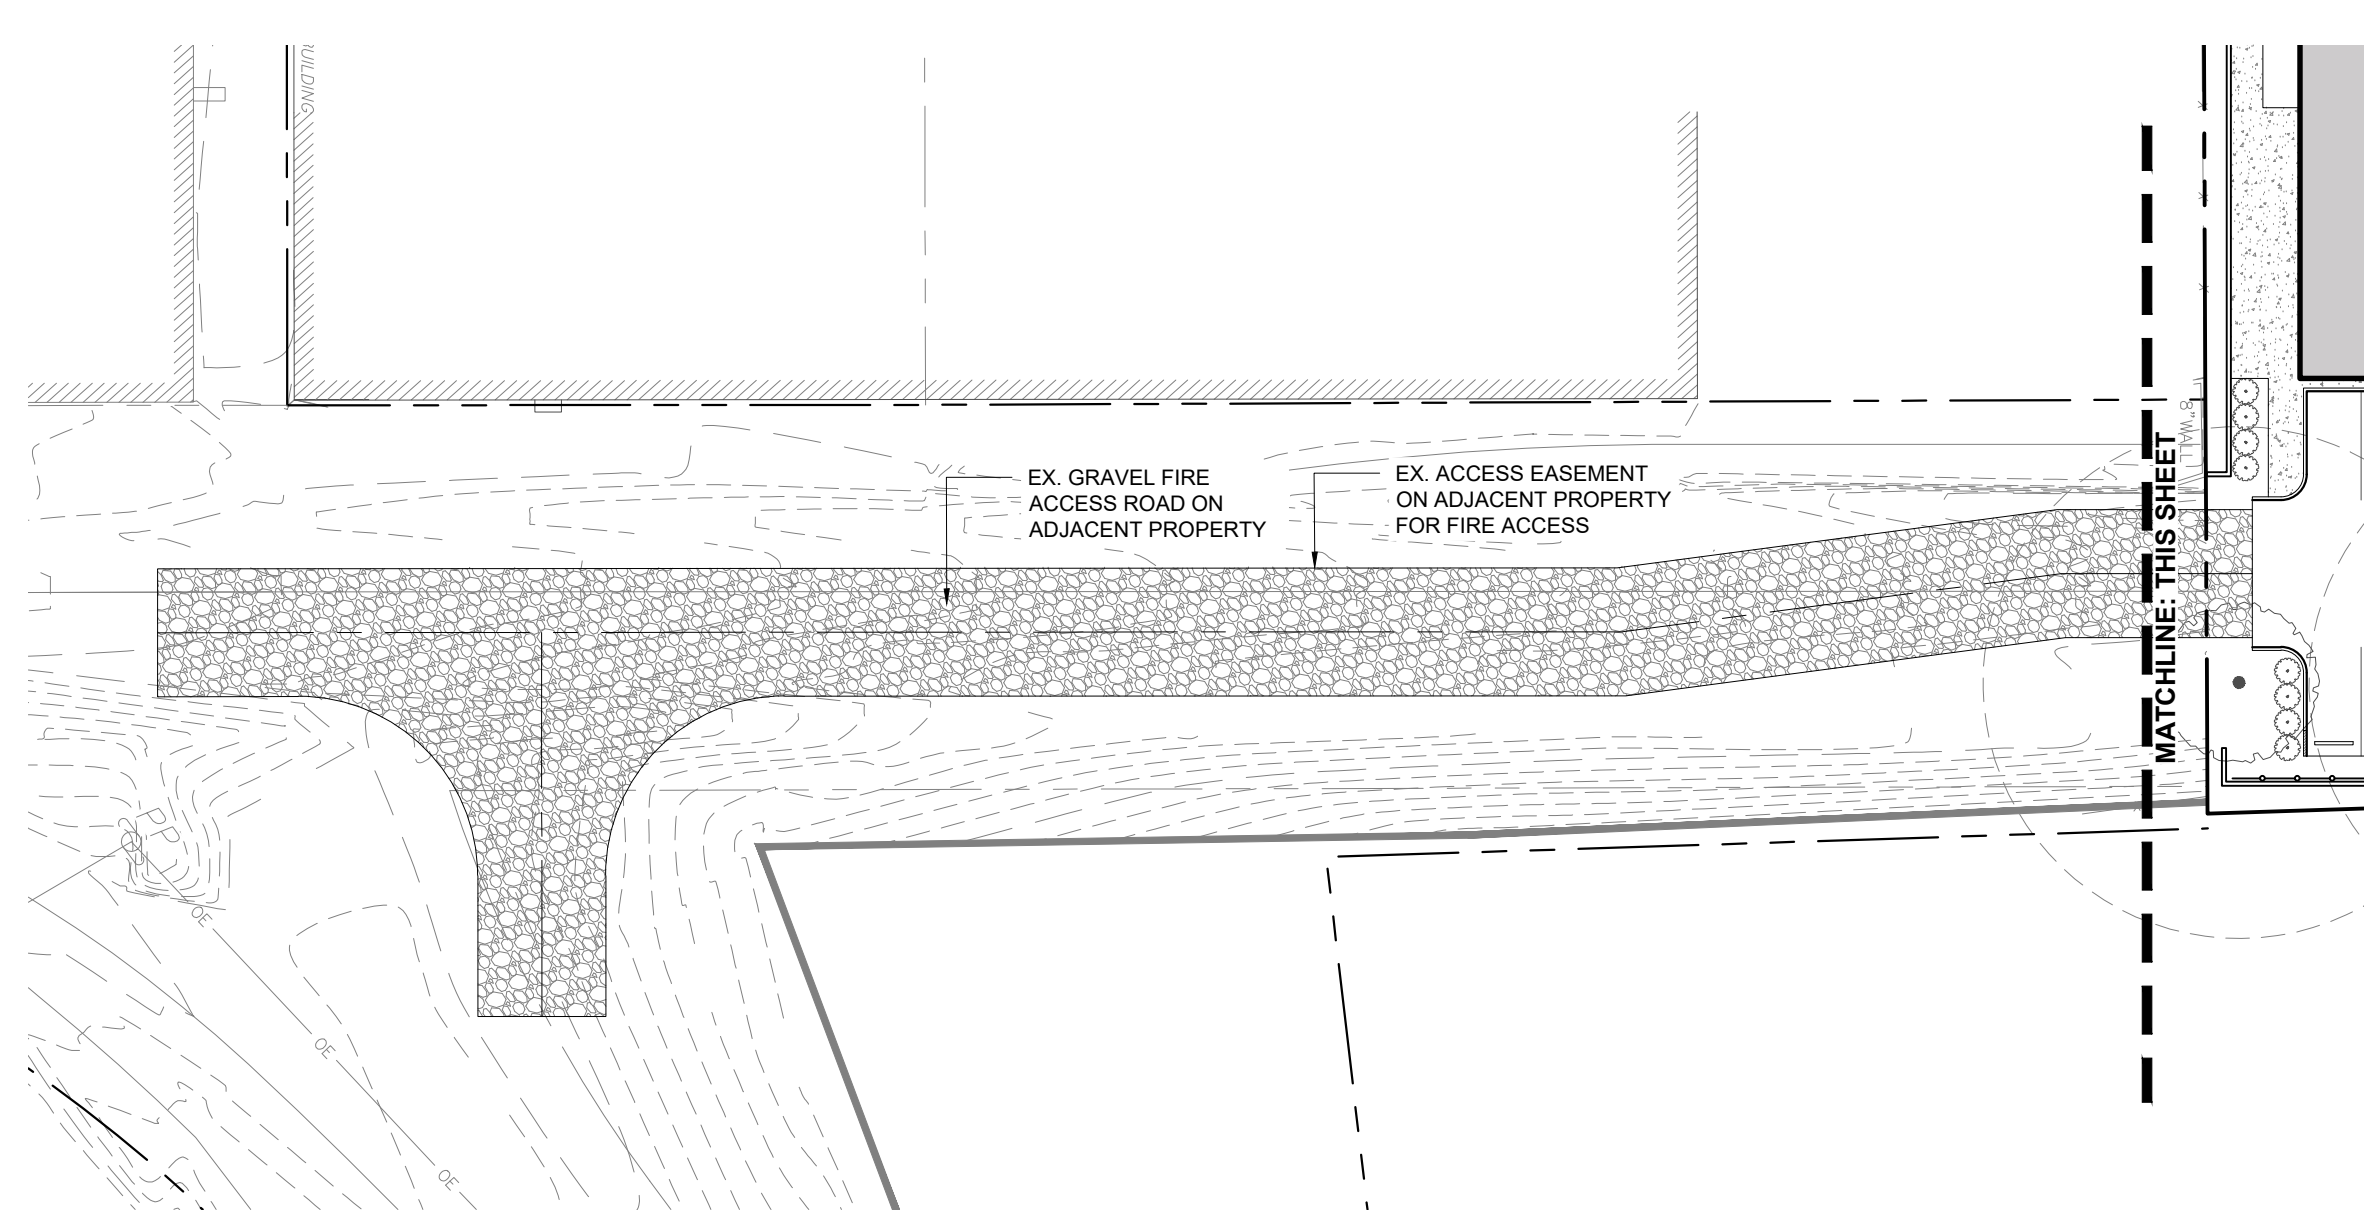 UILDING
EX. GRAVEL FIRE
ACCESS ROAD ON
ADJACENT PROPERTY
EX. ACCESS EASEMENT
ON ADJACENT PROPERTY
FOR FIRE ACCESS
8" WALL
MATCHLINE: THIS SHEET
PP
OE
OE
OE